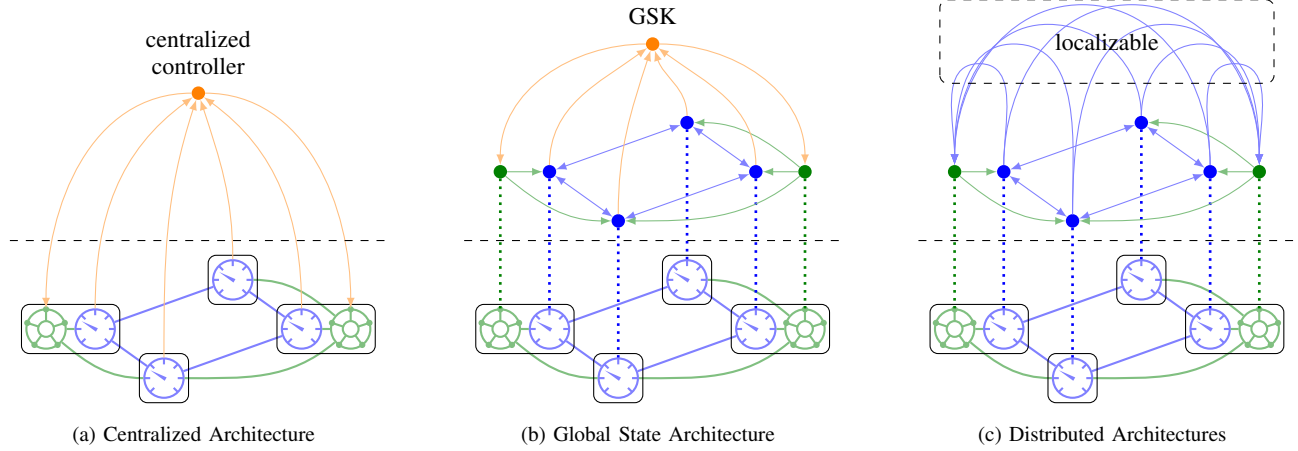 centralized
controller
GSK
localizable
(a) Centralized Architecture
(b) Global State Architecture
(c) Distributed Architectures